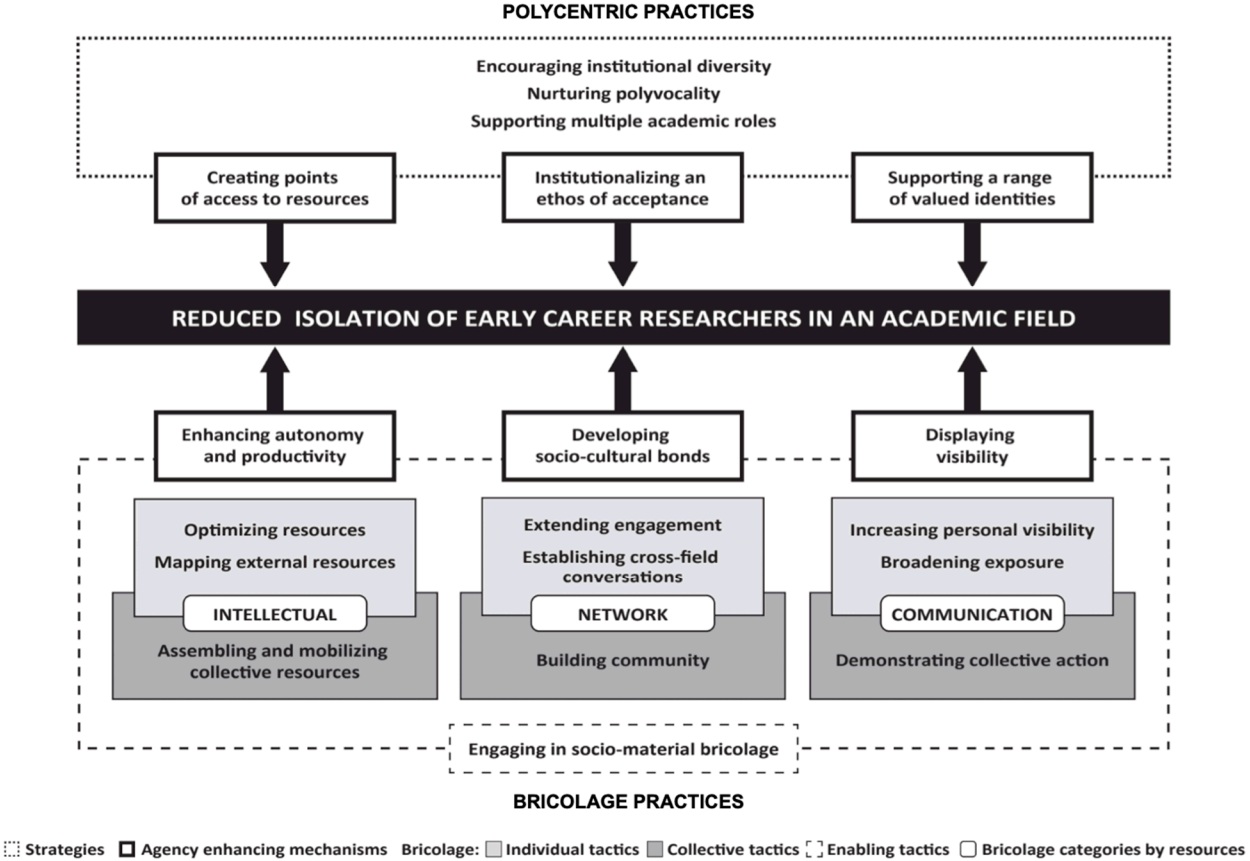 POLYCENTRIC PRACTICES
Encouraging institutional diversity
Nurturing polyvocality
Supporting multiple academic roles
Creating points
of access to resources
Institutionalizing an
ethos of acceptance
Supporting a range
of valued identities
REDUCED ISOLATION OF EARLY CAREER RESEARCHERS IN AN ACADEMIC FIELD
Enhancing autonomy
and productivity
Developing
socio-cultural bonds
Displaying
visibility
Optimizing resources
Mapping external resources
INTELLECTUAL
Assembling and mobilizing
collective resources
Extending engagement
Establishing cross-field
conversations
NETWORK
Building community
Increasing personal visibility
Broadening exposure
COMMUNICATION
Demonstrating collective action
Engaging in socio-material bricolage
BRICOLAGE PRACTICES
Strategies Agency enhancing mechanisms Bricolage: Individual tactics Collective tactics Enabling tactics Bricolage categories by resources